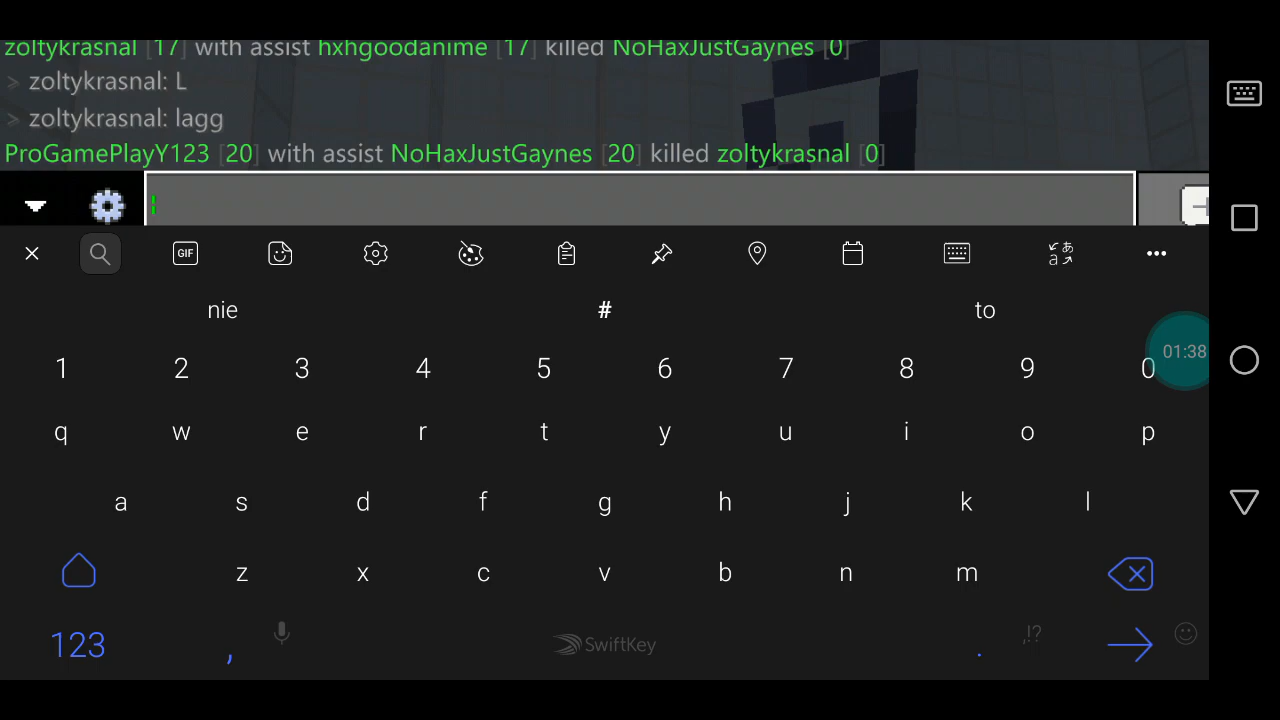 zoltykrasnal [17] with assist hxhgoodanime [17] killed NoHaxJustGaynes [0]
> zoltykrasnal: L
> zoltykrasnal: lagg
ProGamePlayY123 [20] with assist NoHaxJustGaynes [20] killed zoltykrasnal [0]
GIF
a あ
nie # to
01:38
1 2 3 4 5 6 7 8 9 0
q w e r t y u i o p
a s d f g h j k l
z x c v b n m
123 , SwiftKey . ,!?